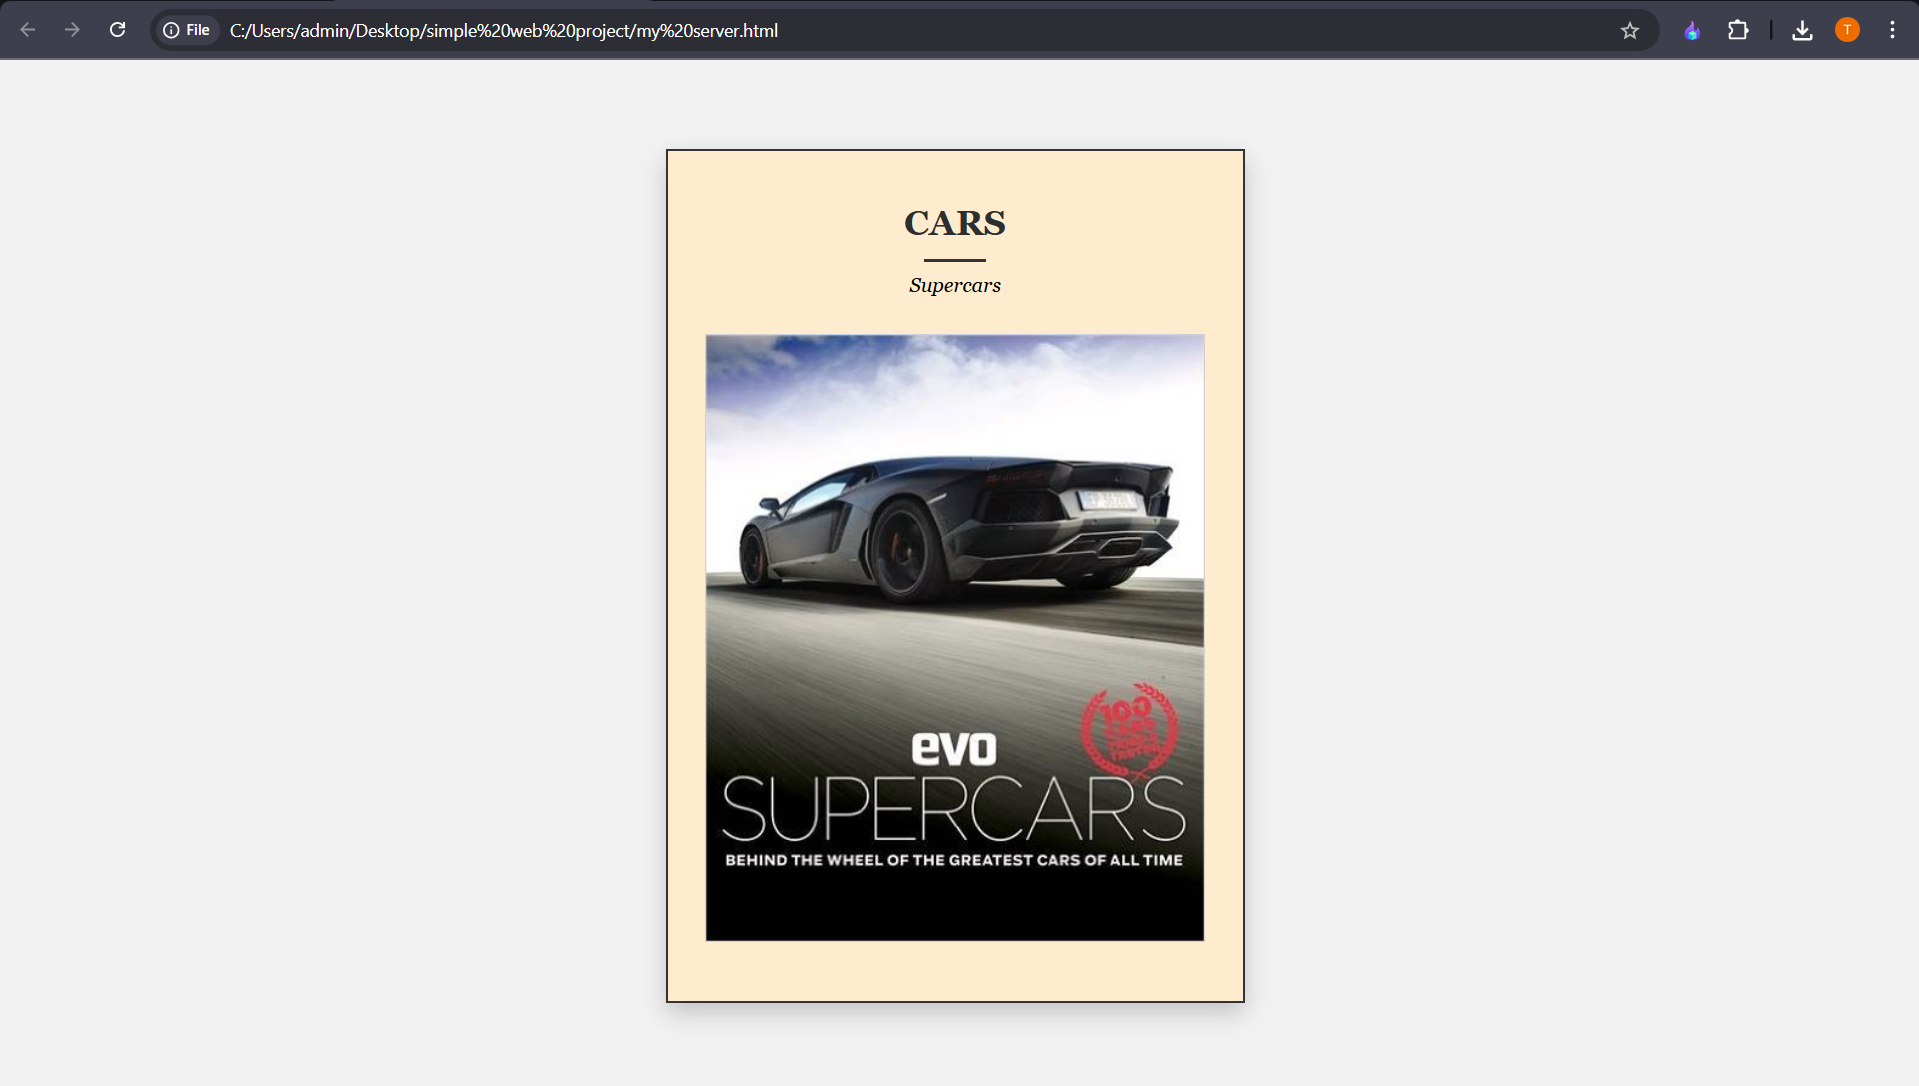 File
C:/Users/admin/Desktop/simple%20web%20project/my%20server.html
T
CARS
Supercars
100
CARS
evo
SUPERCARS
BEHIND THE WHEEL OF THE GREATEST CARS OF ALL TIME